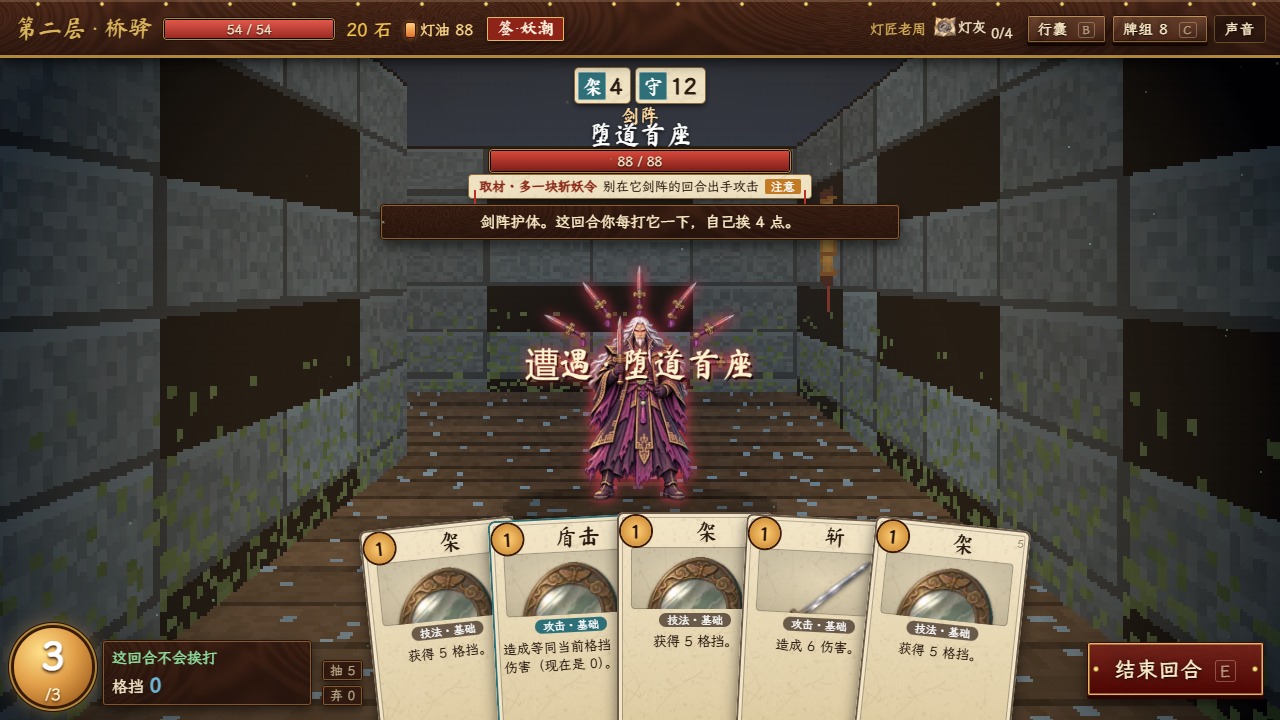 第二层·桥驿
54 / 54
20 石
灯油 88
签·妖潮
灯匠老周
灯灰 0/4
行囊 B
牌组 8 C
声音
架 4
守 12
剑阵
堕道首座
88 / 88
取材·多一块斩妖令 别在它剑阵的回合出手攻击 注意
剑阵护体。这回合你每打它一下，自己挨 4 点。
遭遇 堕道首座
1 架
技法·基础
获得 5 格挡。
1 盾击
攻击·基础
造成等同当前格挡
伤害（现在是 0）。
1 架
技法·基础
获得 5 格挡。
1 斩
攻击·基础
造成 6 伤害。
1 架 5
技法·基础
获得 5 格挡。
3
/3
这回合不会挨打
格挡 0
抽 5
弃 0
结束回合 E